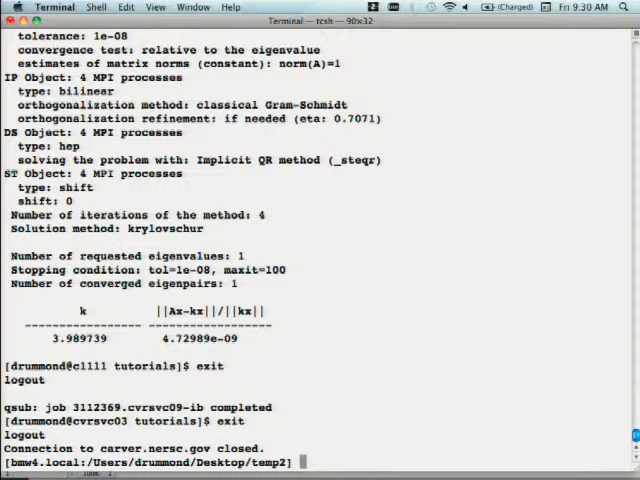 Terminal Shell Edit View Window Help (Charged) Fri 9:30 AM
Terminal — tcsh — 90×32
tolerance: 1e-08
convergence test: relative to the eigenvalue
estimates of matrix norms (constant): norm(A)=1
IP Object: 4 MPI processes
type: bilinear
orthogonalization method: classical Gram-Schmidt
orthogonalization refinement: if needed (eta: 0.7071)
DS Object: 4 MPI processes
type: hep
solving the problem with: Implicit QR method (_steqr)
ST Object: 4 MPI processes
type: shift
shift: 0
Number of iterations of the method: 4
Solution method: krylovschur
Number of requested eigenvalues: 1
Stopping condition: tol=1e-08, maxit=100
Number of converged eigenpairs: 1
k ||Ax-kx||/||kx||
----------------- ------------------
3.989739 4.72989e-09
[drummond@c1111 tutorials]$ exit
logout
qsub: job 3112369.cvrsvc09-ib completed
[drummond@cvrsvc03 tutorials]$ exit
logout
Connection to carver.nersc.gov closed.
[bmw4.local:/Users/drummond/Desktop/temp2]